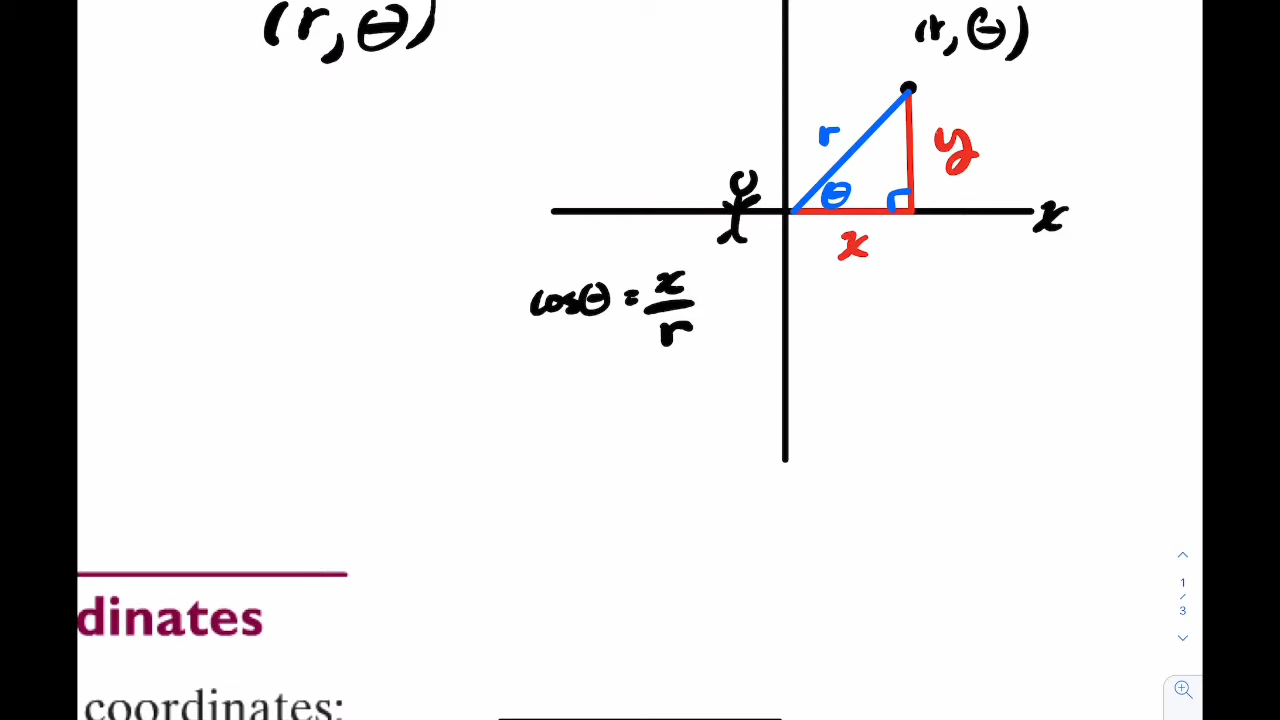 (r, θ)
(r, θ)
r
y
θ
x
x
cosθ = x/r
dinates
coordinates:
1
/
3